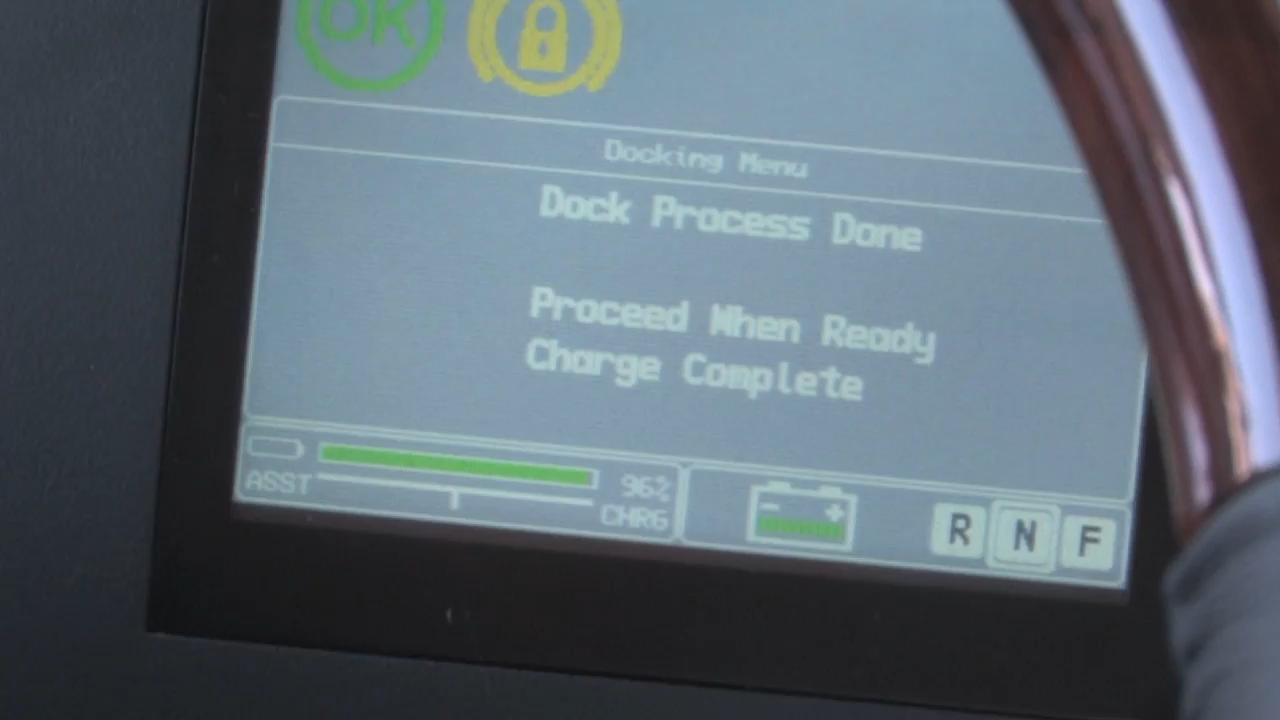 OK
Docking Menu
Dock Process Done
Proceed When Ready
Charge Complete
96%
ASST
CHRG
- +
R N F